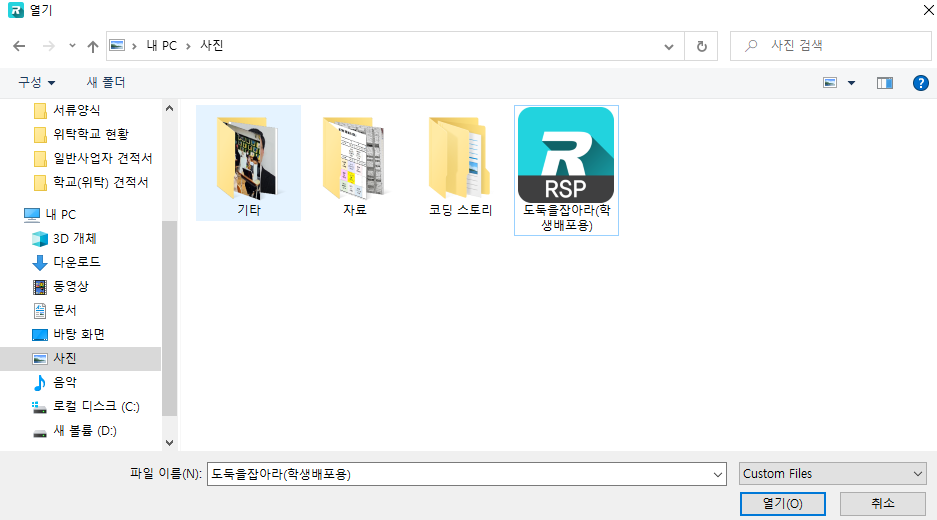 열기
내 PC > 사진
사진 검색
구성
새 폴더
서류양식
위탁학교 현황
일반사업자 견적서
학교(위탁) 견적서
내 PC
3D 개체
다운로드
동영상
문서
바탕 화면
사진
음악
로컬 디스크 (C:)
새 볼륨 (D:)
기타
자료
코딩 스토리
R
RSP
도둑을잡아라(학
생배포용)
파일 이름(N):
도둑을잡아라(학생배포용)
Custom Files
열기(O)
취소